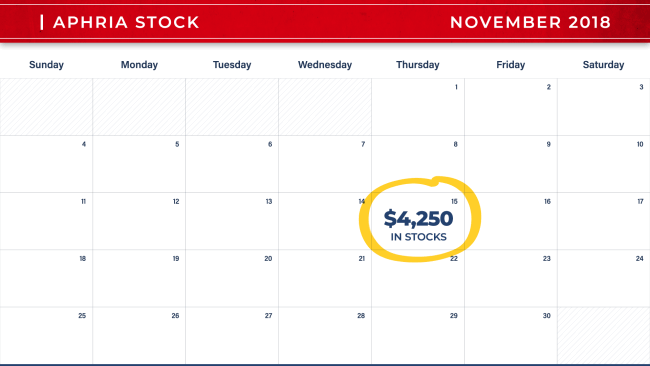 APHRIA STOCK NOVEMBER 2018
Sunday Monday Tuesday Wednesday Thursday Friday Saturday
1 2 3
4 5 6 7 8 9 10
11 12 13 14 15 16 17
$4,250
IN STOCKS
18 19 20 21 22 23 24
25 26 27 28 29 30